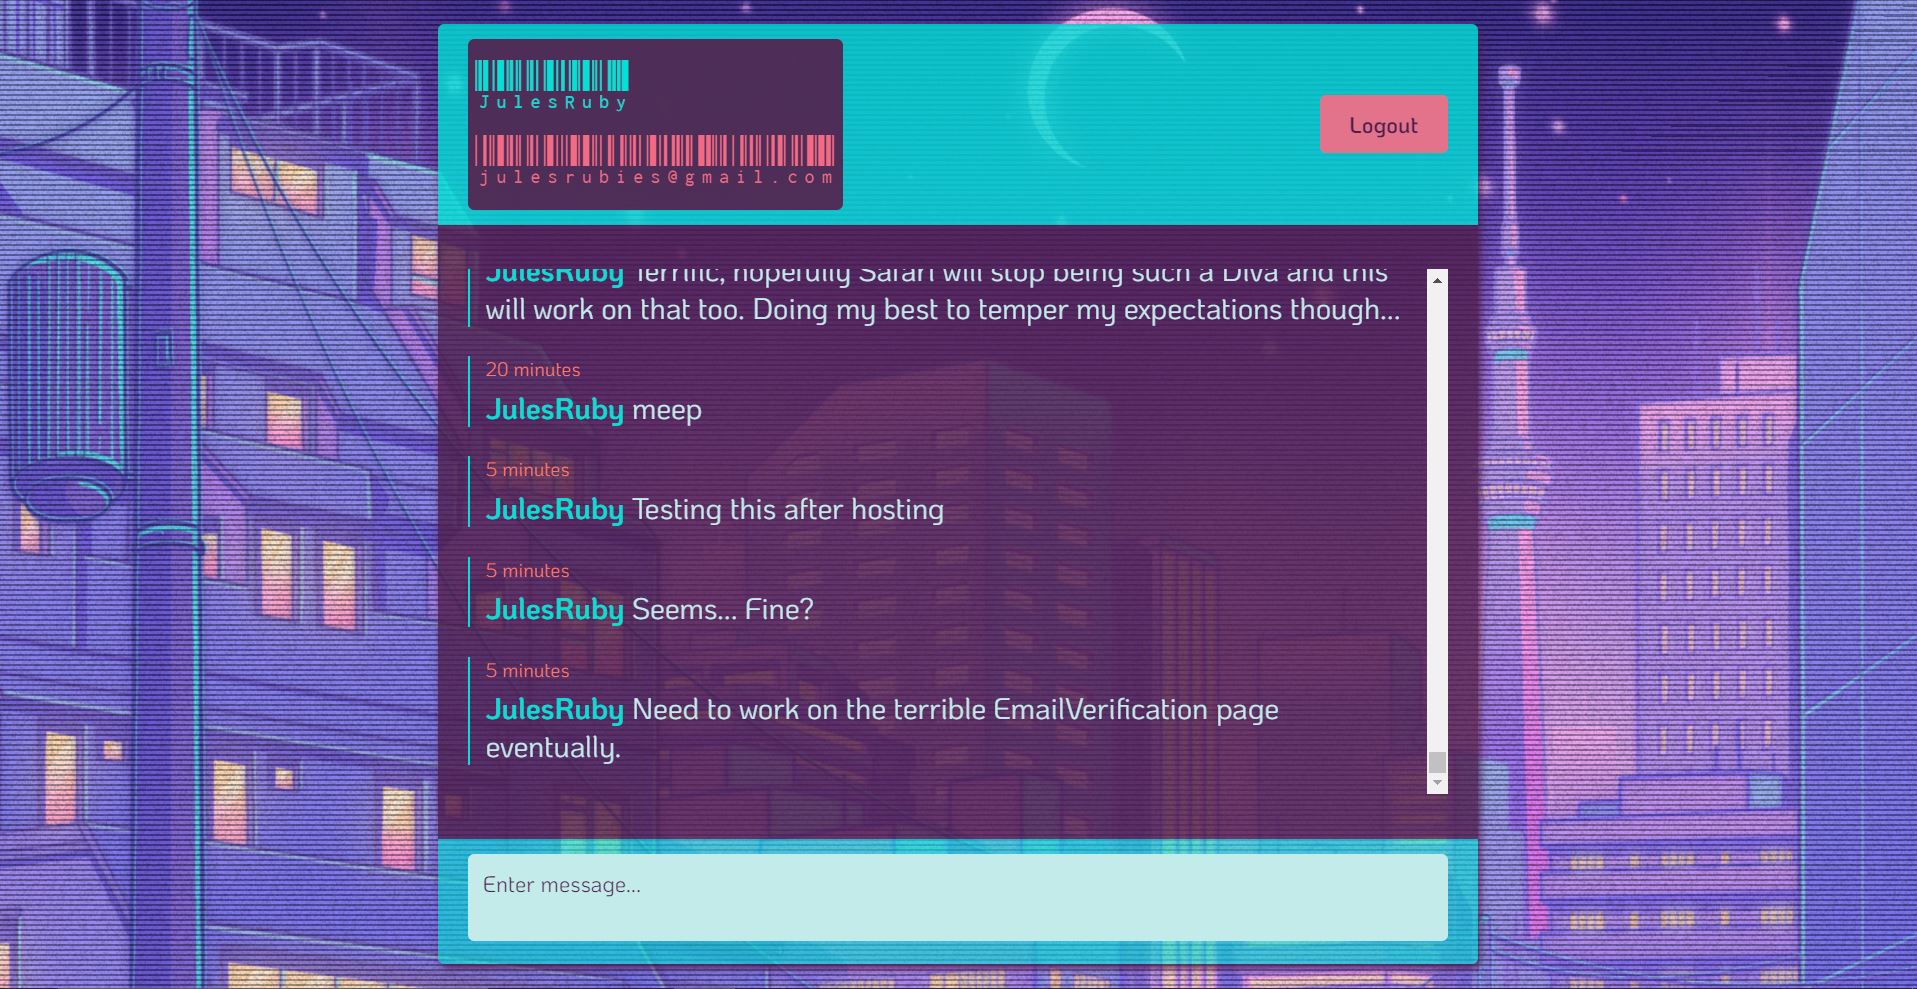 JulesRuby
julesrubies@gmail.com
Logout
JulesRuby Terrific, hopefully Safari will stop being such a Diva and this
will work on that too. Doing my best to temper my expectations though...
20 minutes
JulesRuby meep
5 minutes
JulesRuby Testing this after hosting
5 minutes
JulesRuby Seems... Fine?
5 minutes
JulesRuby Need to work on the terrible EmailVerification page
eventually.
Enter message...